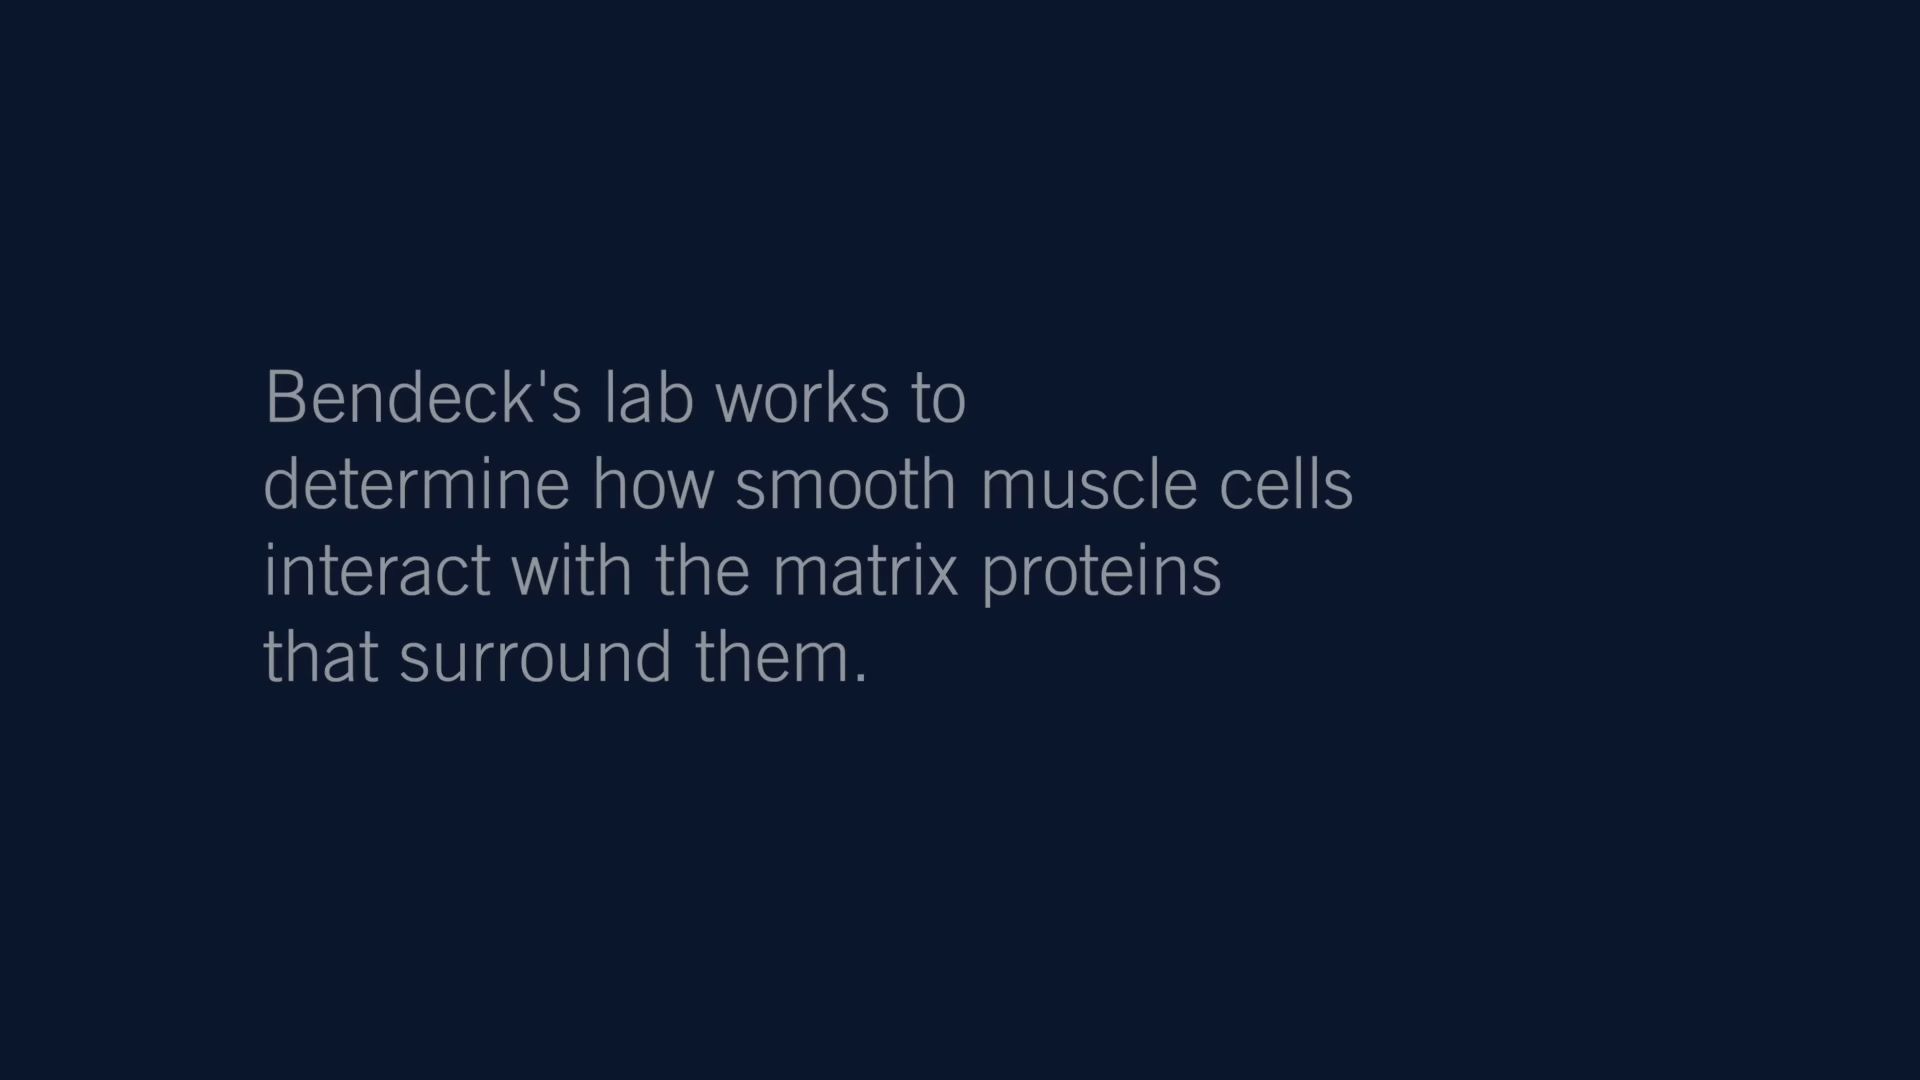 Bendeck's lab works to
determine how smooth muscle cells
interact with the matrix proteins
that surround them.